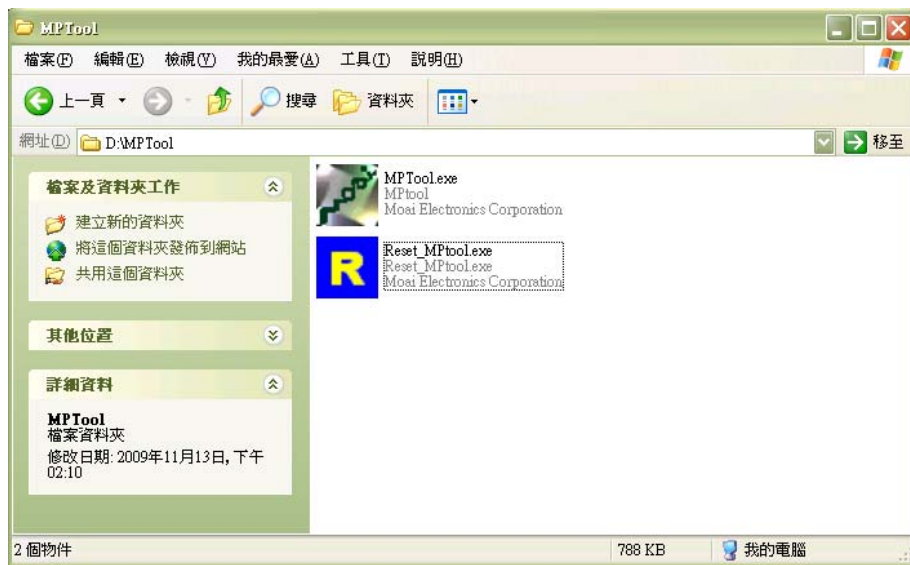 MPTool
檔案(F) 編輯(E) 檢視(V) 我的最愛(A) 工具(T) 說明(H)
上一頁 搜尋 資料夾
網址(D) D:\MPTool 移至
檔案及資料夾工作
建立新的資料夾
將這個資料夾發佈到網站
共用這個資料夾
其他位置
詳細資料
MPTool
檔案資料夾
修改日期: 2009年11月13日, 下午
02:10
MPTool.exe
MPtool
Moai Electronics Corporation
R
Reset_MPtool.exe
Reset_MPtool.exe
Moai Electronics Corporation
2 個物件 788 KB 我的電腦